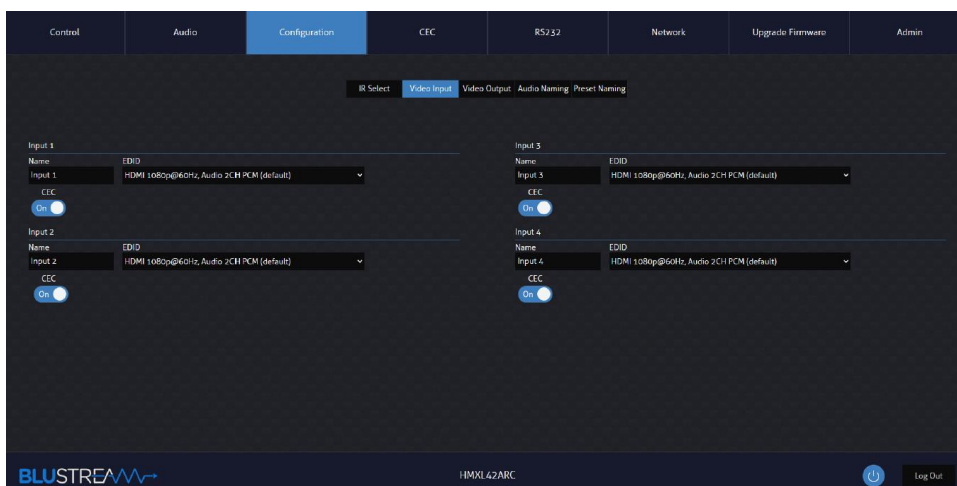 Control Audio Configuration CEC RS232 Network Upgrade Firmware Admin
IR Select Video Input Video Output Audio Naming Preset Naming
Input 1
Name EDID
Input 1 HDMI 1080p@60Hz, Audio 2CH PCM (default)
CEC
On
Input 2
Name EDID
Input 2 HDMI 1080p@60Hz, Audio 2CH PCM (default)
CEC
On
Input 3
Name EDID
Input 3 HDMI 1080p@60Hz, Audio 2CH PCM (default)
CEC
On
Input 4
Name EDID
Input 4 HDMI 1080p@60Hz, Audio 2CH PCM (default)
CEC
On
BLUSTREAM HMXL42ARC Log Out